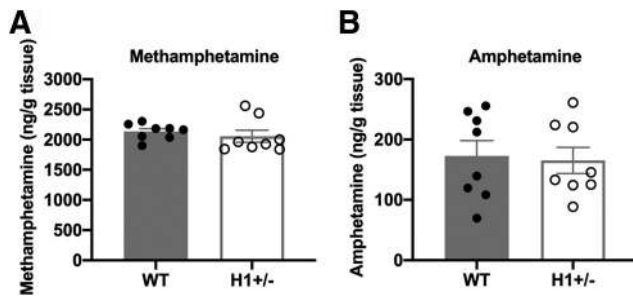 A
Methamphetamine
Methamphetamine (ng/g tissue)
3000
2500
2000
1500
1000
500
0
WT
H1+/-
B
Amphetamine
Amphetamine (ng/g tissue)
300
200
100
0
WT
H1+/-